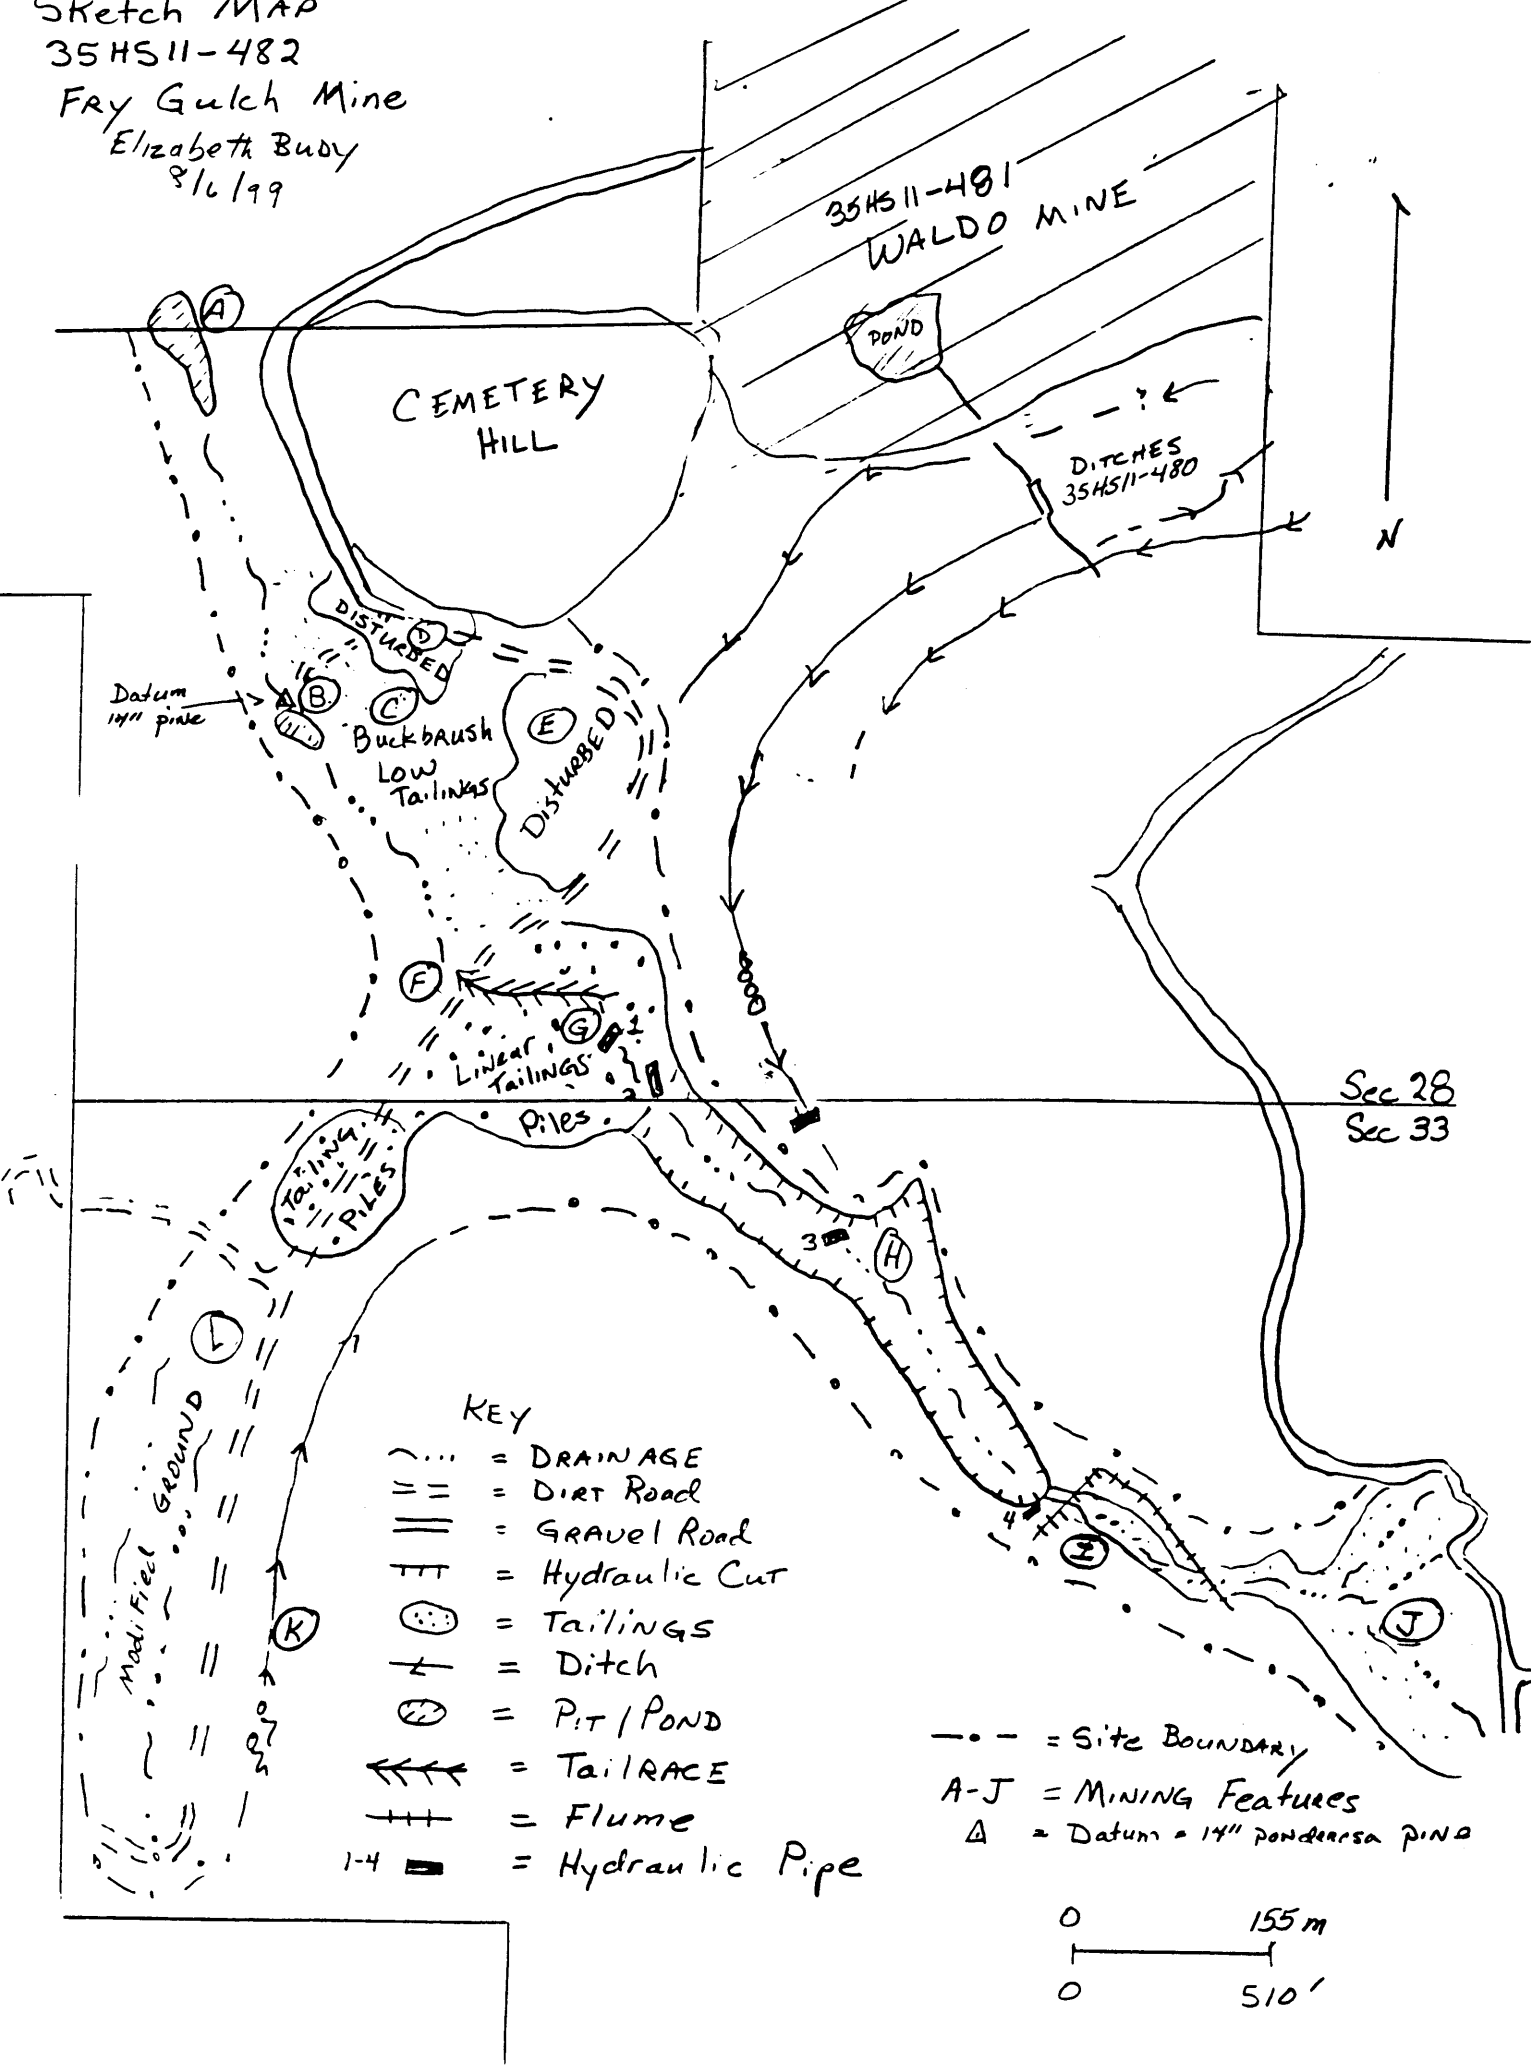 Sketch MAP
35HS11-482
FRY Gulch Mine
Elizabeth Budy
8/6/99
35HS11-481
WALDO MINE
A
POND
CEMETERY
HILL
?
DITCHES
35HS11-480
N
DISTURBED
D
Datum
14" pine
B
C
BuckbRush
LOW
TailINGS
E
DisturBED
F
G
1
Linear
TailINGS
2
Piles
Sec 28
Sec 33
TailinG
PILES
3
H
L
Modified GROUND
KEY
= DRAINAGE
= DIRT Road
= GRAVel Road
= Hydraulic Cut
= TailiNGS
= Ditch
= PIT / POND
= TailRACE
= Flume
1-4 = Hydraulic Pipe
4
I
J
K
= Site BOUNDARY
A-J = MINING Features
= Datum = 14" ponderosa pine
0 155 m
0 510'